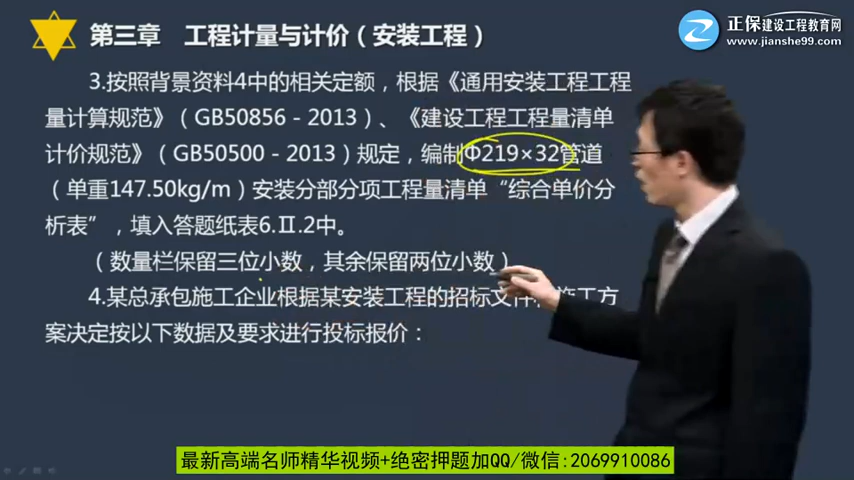 第三章 工程计量与计价(安装工程)
正保建设工程教育网
www.jianshe99.com
3.按照背景资料4中的相关定额,根据《通用安装工程工程
量计算规范》(GB50856-2013)、《建设工程工程量清单
计价规范》(GB50500-2013)规定,编制Φ219×32管道
(单重147.50kg/m)安装分部分项工程量清单“综合单价分
析表”,填入答题纸表6.Ⅱ.2中。
(数量栏保留三位小数,其余保留两位小数)
4.某总承包施工企业根据某安装工程的招标文件 施工方
案决定按以下数据及要求进行投标报价:
最新高端名师精华视频+绝密押题加QQ/微信:2069910086